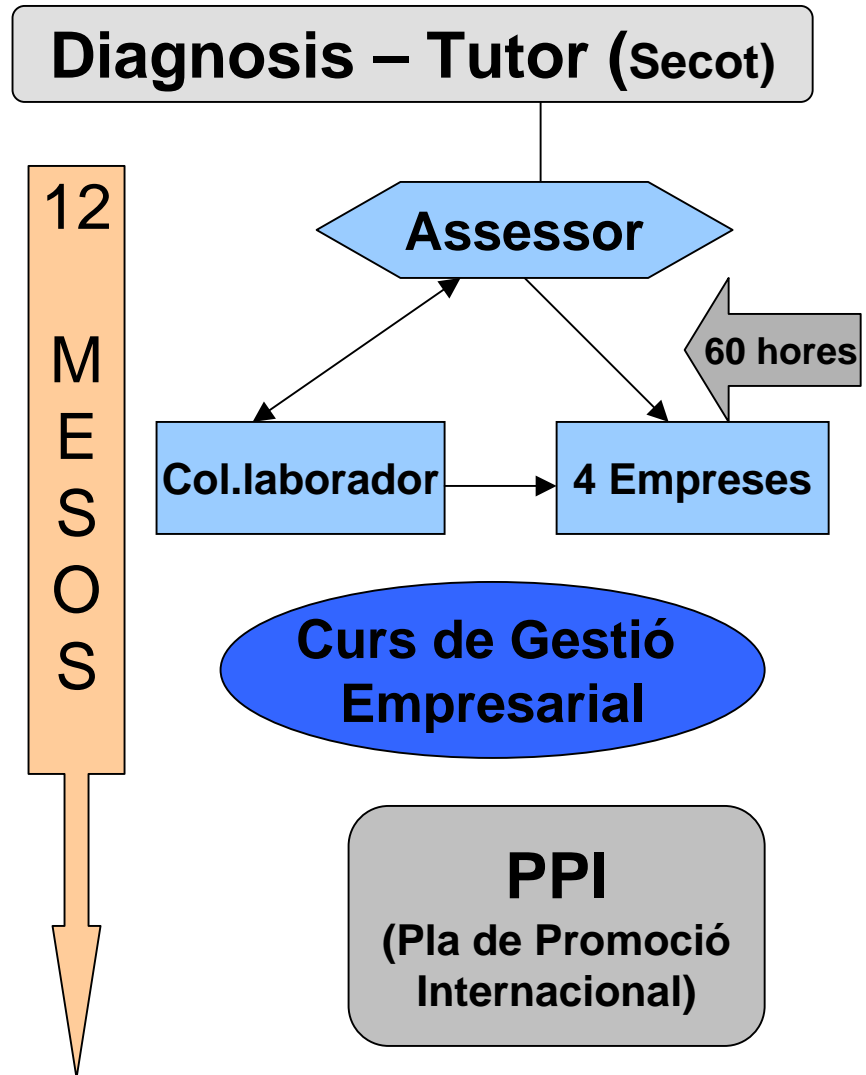 Diagnosis – Tutor (Secot)
12
M
E
S
O
S
Assessor
60 hores
Col.laborador
4 Empreses
Curs de Gestió
Empresarial
PPI
(Pla de Promoció
Internacional)